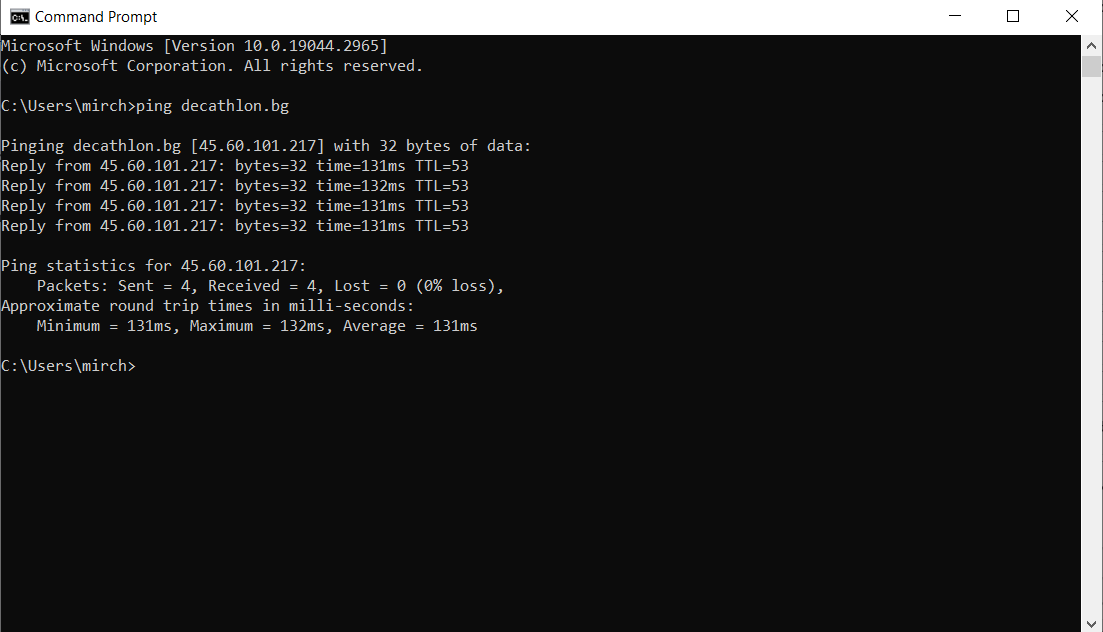 Command Prompt
Microsoft Windows [Version 10.0.19044.2965]
(c) Microsoft Corporation. All rights reserved.
C:\Users\mirch>ping decathlon.bg
Pinging decathlon.bg [45.60.101.217] with 32 bytes of data:
Reply from 45.60.101.217: bytes=32 time=131ms TTL=53
Reply from 45.60.101.217: bytes=32 time=132ms TTL=53
Reply from 45.60.101.217: bytes=32 time=131ms TTL=53
Reply from 45.60.101.217: bytes=32 time=131ms TTL=53
Ping statistics for 45.60.101.217:
    Packets: Sent = 4, Received = 4, Lost = 0 (0% loss),
Approximate round trip times in milli-seconds:
    Minimum = 131ms, Maximum = 132ms, Average = 131ms
C:\Users\mirch>